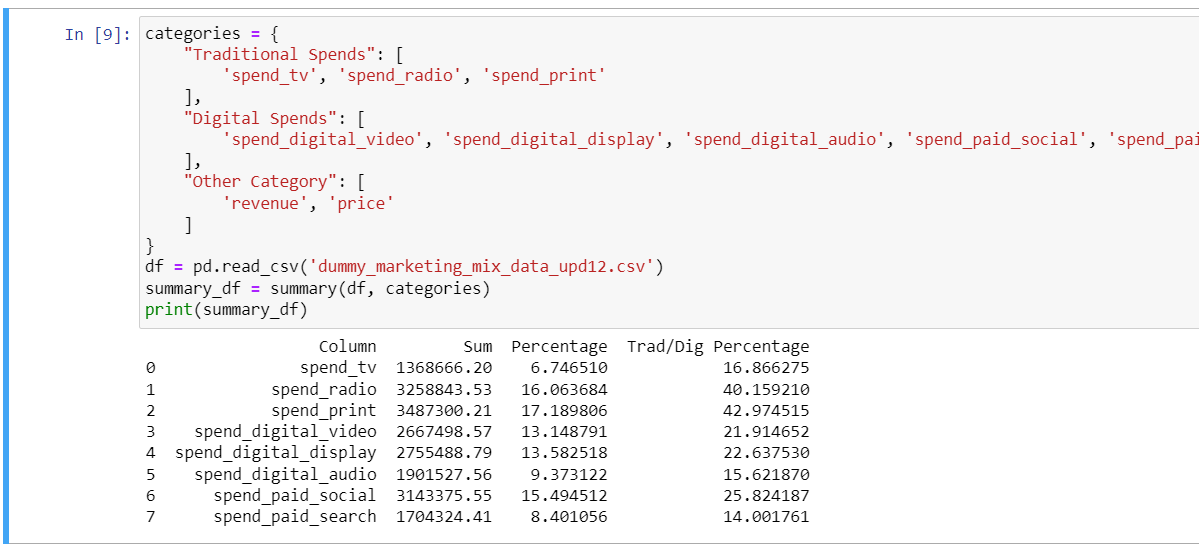 In [9]: categories = {
"Traditional Spends": [
'spend_tv', 'spend_radio', 'spend_print'
],
"Digital Spends": [
'spend_digital_video', 'spend_digital_display', 'spend_digital_audio', 'spend_paid_social', 'spend_pai
],
"Other Category": [
'revenue', 'price'
]
}
df = pd.read_csv('dummy_marketing_mix_data_upd12.csv')
summary_df = summary(df, categories)
print(summary_df)
Column Sum Percentage Trad/Dig Percentage
0 spend_tv 1368666.20 6.746510 16.866275
1 spend_radio 3258843.53 16.063684 40.159210
2 spend_print 3487300.21 17.189806 42.974515
3 spend_digital_video 2667498.57 13.148791 21.914652
4 spend_digital_display 2755488.79 13.582518 22.637530
5 spend_digital_audio 1901527.56 9.373122 15.621870
6 spend_paid_social 3143375.55 15.494512 25.824187
7 spend_paid_search 1704324.41 8.401056 14.001761